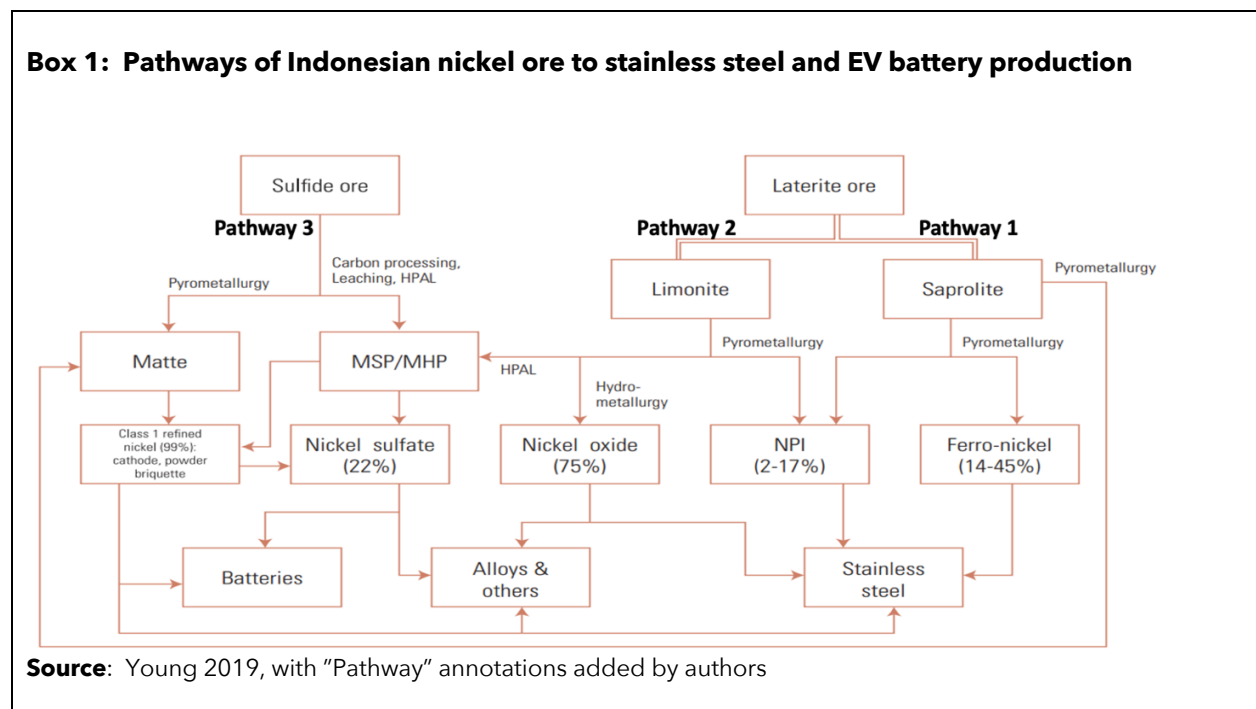 Box 1: Pathways of Indonesian nickel ore to stainless steel and EV battery production
Sulfide ore
Laterite ore
Pathway 3
Pathway 2
Pathway 1
Carbon processing,
Leaching, HPAL
Pyrometallurgy
Pyrometallurgy
Limonite
Saprolite
Matte
MSP/MHP
HPAL
Pyrometallurgy
Pyrometallurgy
Hydro-
metallurgy
Class 1 refined
nickel (99%):
cathode, powder
briquette
Nickel sulfate
(22%)
Nickel oxide
(75%)
NPI
(2-17%)
Ferro-nickel
(14-45%)
Batteries
Alloys &
others
Stainless
steel
Source: Young 2019, with "Pathway" annotations added by authors